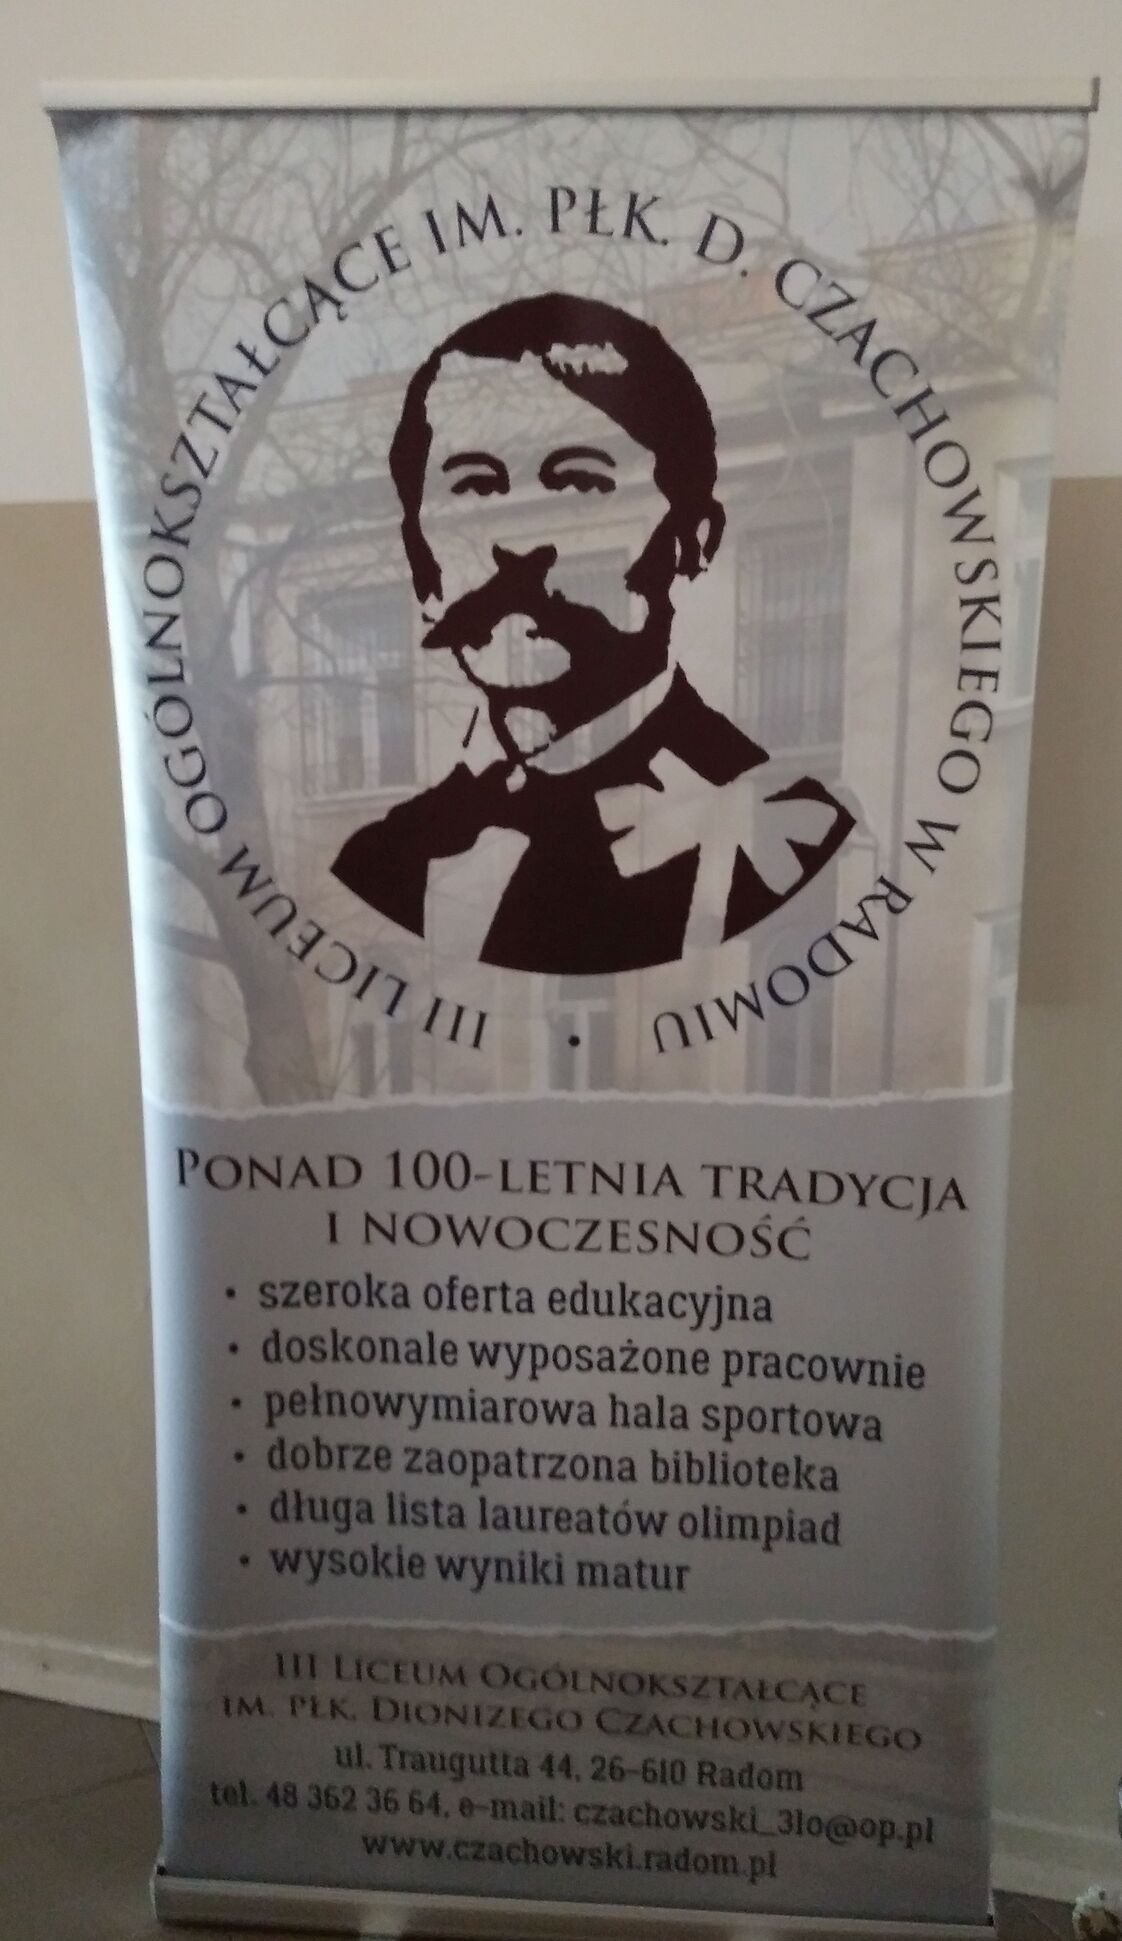 III LICEUM OGÓLNOKSZTAŁCĄCE IM. PŁK. D. CZACHOWSKIEGO W RADOMIU •
PONAD 100-LETNIA TRADYCJA
I NOWOCZESNOŚĆ
• szeroka oferta edukacyjna
• doskonale wyposażone pracownie
• pełnowymiarowa hala sportowa
• dobrze zaopatrzona biblioteka
• długa lista laureatów olimpiad
• wysokie wyniki matur
III LICEUM OGÓLNOKSZTAŁCĄCE
IM. PŁK. DIONIZEGO CZACHOWSKIEGO
ul. Traugutta 44, 26-610 Radom
tel. 48 362 36 64, e-mail: czachowski_3lo@op.pl
www.czachowski.radom.pl